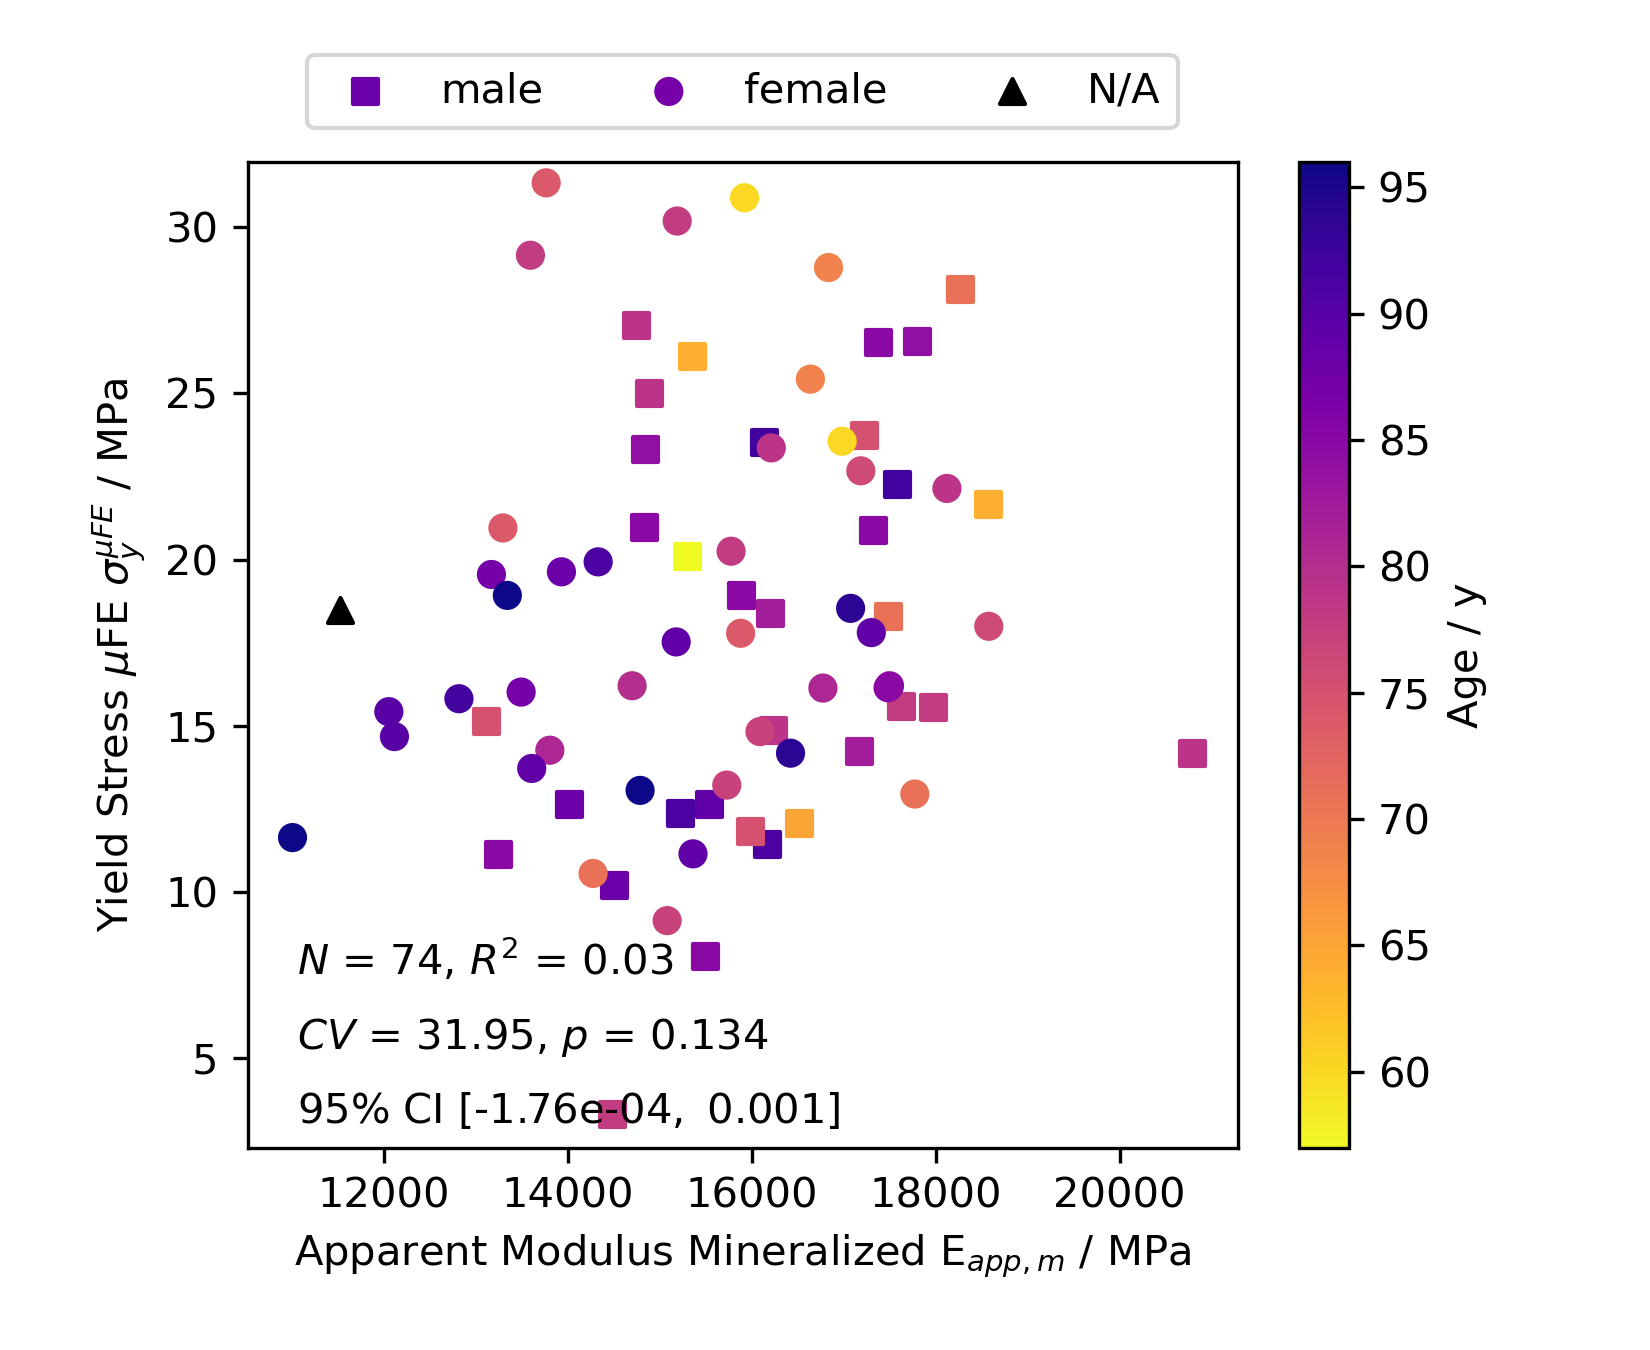 male female N/A
30
25
20
15
10
5
Yield Stress μFE σ_y^{μFE} / MPa
N = 74, R² = 0.03
CV = 31.95, p = 0.134
95% CI [-1.76e-04, 0.001]
12000 14000 16000 18000 20000
Apparent Modulus Mineralized E_{app,m} / MPa
95
90
85
80
75
70
65
60
Age / y